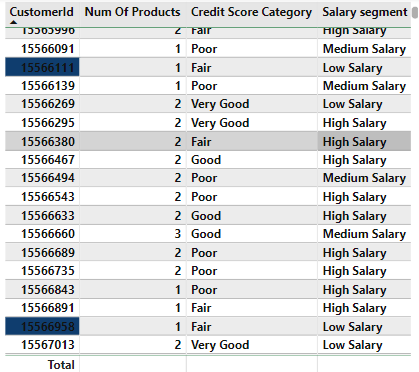 CustomerId Num Of Products Credit Score Category Salary segment
15565996 2 Fair High Salary
15566091 1 Poor Medium Salary
15566111 1 Fair Low Salary
15566139 1 Poor Medium Salary
15566269 2 Very Good Low Salary
15566295 2 Very Good High Salary
15566380 2 Fair High Salary
15566467 2 Good High Salary
15566494 2 Poor Medium Salary
15566543 2 Poor High Salary
15566633 2 Good High Salary
15566660 3 Good Medium Salary
15566689 2 Poor High Salary
15566735 2 Poor High Salary
15566843 1 Poor High Salary
15566891 1 Fair High Salary
15566958 1 Fair Low Salary
15567013 2 Very Good Low Salary
Total